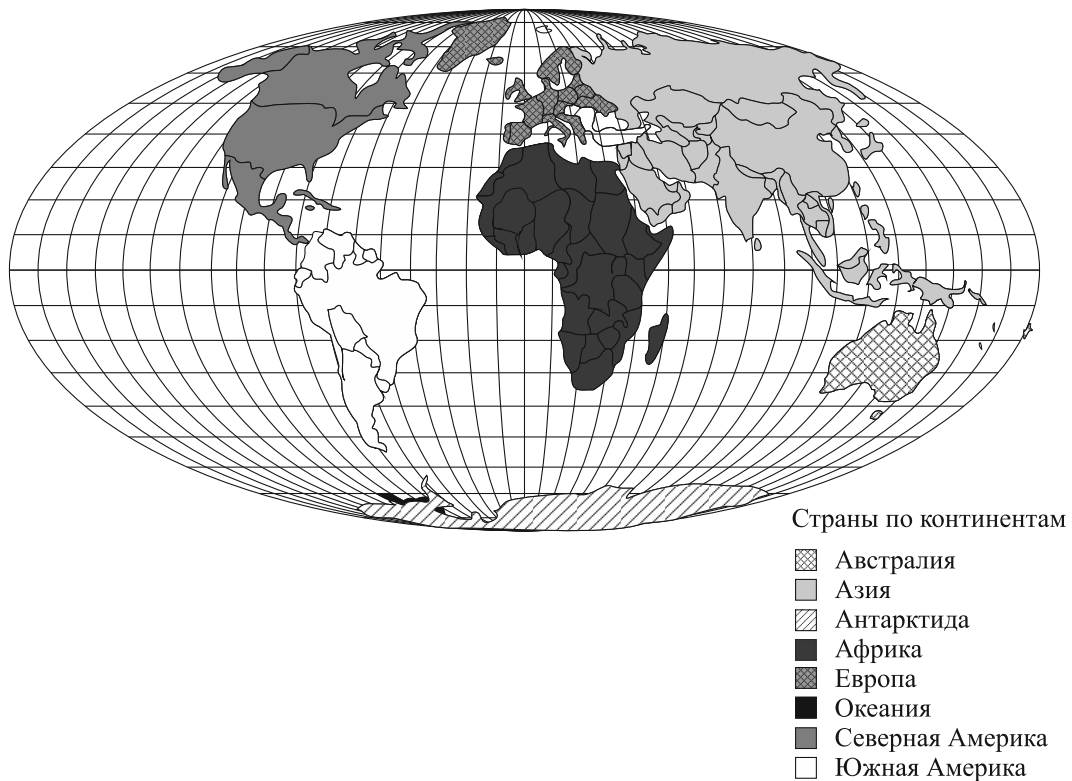 Страны по континентам
Австралия
Азия
Антарктида
Африка
Европа
Океания
Северная Америка
Южная Америка